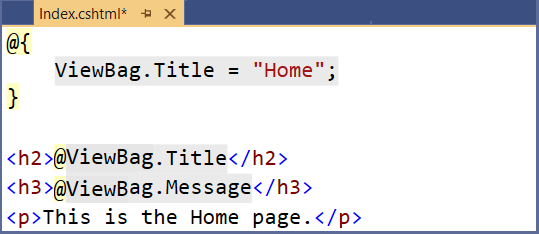 Index.cshtml*
@{
    ViewBag.Title = "Home";
}
<h2>@ViewBag.Title</h2>
<h3>@ViewBag.Message</h3>
<p>This is the Home page.</p>